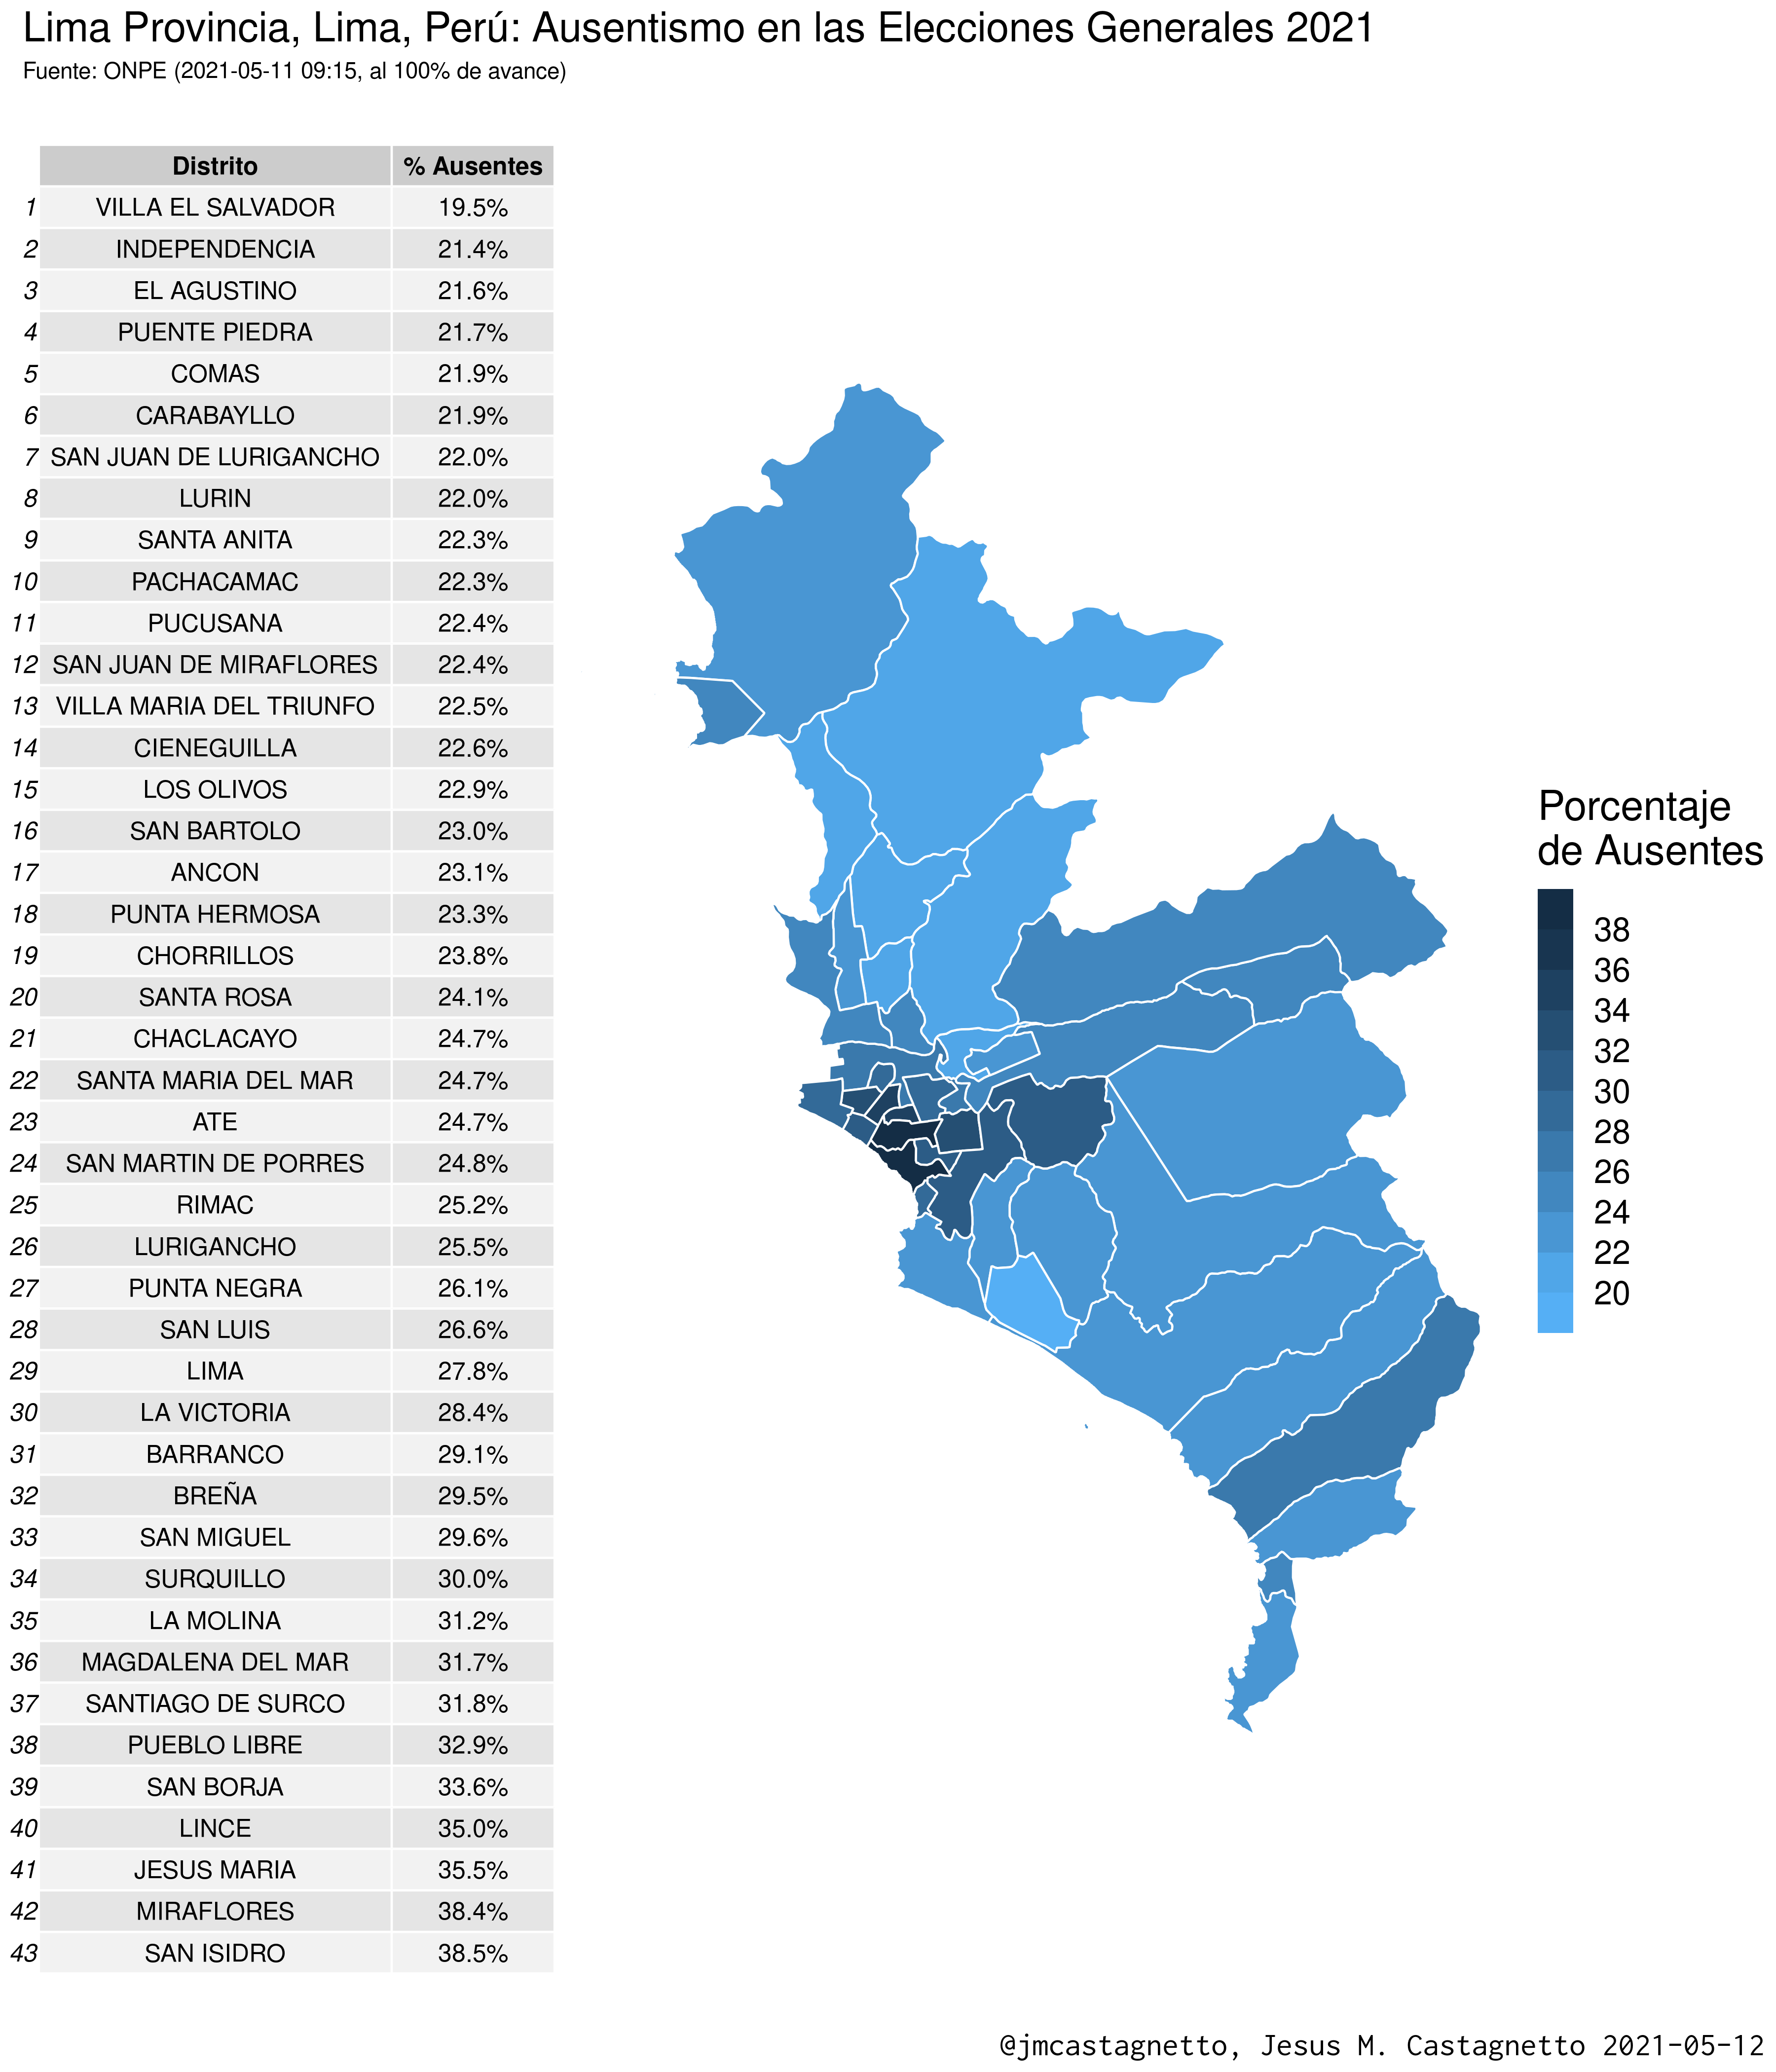 Lima Provincia, Lima, Perú: Ausentismo en las Elecciones Generales 2021
Fuente: ONPE (2021-05-11 09:15, al 100% de avance)
Distrito % Ausentes
1 VILLA EL SALVADOR 19.5%
2 INDEPENDENCIA 21.4%
3 EL AGUSTINO 21.6%
4 PUENTE PIEDRA 21.7%
5 COMAS 21.9%
6 CARABAYLLO 21.9%
7 SAN JUAN DE LURIGANCHO 22.0%
8 LURIN 22.0%
9 SANTA ANITA 22.3%
10 PACHACAMAC 22.3%
11 PUCUSANA 22.4%
12 SAN JUAN DE MIRAFLORES 22.4%
13 VILLA MARIA DEL TRIUNFO 22.5%
14 CIENEGUILLA 22.6%
15 LOS OLIVOS 22.9%
16 SAN BARTOLO 23.0%
17 ANCON 23.1%
18 PUNTA HERMOSA 23.3%
19 CHORRILLOS 23.8%
20 SANTA ROSA 24.1%
21 CHACLACAYO 24.7%
22 SANTA MARIA DEL MAR 24.7%
23 ATE 24.7%
24 SAN MARTIN DE PORRES 24.8%
25 RIMAC 25.2%
26 LURIGANCHO 25.5%
27 PUNTA NEGRA 26.1%
28 SAN LUIS 26.6%
29 LIMA 27.8%
30 LA VICTORIA 28.4%
31 BARRANCO 29.1%
32 BREÑA 29.5%
33 SAN MIGUEL 29.6%
34 SURQUILLO 30.0%
35 LA MOLINA 31.2%
36 MAGDALENA DEL MAR 31.7%
37 SANTIAGO DE SURCO 31.8%
38 PUEBLO LIBRE 32.9%
39 SAN BORJA 33.6%
40 LINCE 35.0%
41 JESUS MARIA 35.5%
42 MIRAFLORES 38.4%
43 SAN ISIDRO 38.5%
Porcentaje
de Ausentes
38
36
34
32
30
28
26
24
22
20
@jmcastagnetto, Jesus M. Castagnetto 2021-05-12